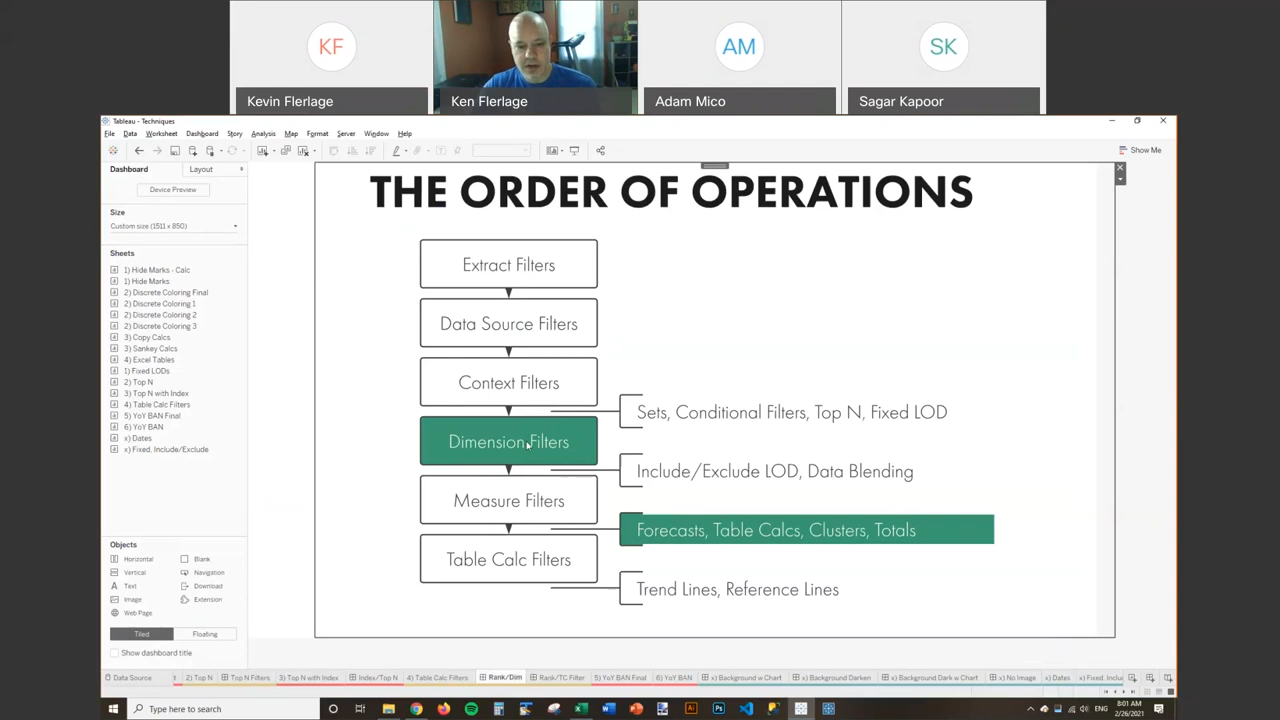 KF
AM
SK
Kevin Flerlage
Ken Flerlage
Adam Mico
Sagar Kapoor
Tableau - Techniques
File Data Worksheet Dashboard Story Analysis Map Format Server Window Help
Show Me
Dashboard Layout
Device Preview
Size
Custom size (1511 x 850)
Sheets
1) Hide Marks - Calc
1) Hide Marks
2) Discrete Coloring Final
2) Discrete Coloring 1
2) Discrete Coloring 2
2) Discrete Coloring 3
3) Copy Calcs
3) Sankey Calcs
4) Excel Tables
1) Fixed LODs
2) Top N
3) Top N with Index
4) Table Calc Filters
5) YoY BAN Final
6) YoY BAN
x) Dates
x) Fixed, Include/Exclude
Objects
Horizontal Blank
Vertical Navigation
Text Download
Image Extension
Web Page
Tiled Floating
Show dashboard title
THE ORDER OF OPERATIONS
Extract Filters
Data Source Filters
Context Filters
Sets, Conditional Filters, Top N, Fixed LOD
Dimension Filters
Include/Exclude LOD, Data Blending
Measure Filters
Forecasts, Table Calcs, Clusters, Totals
Table Calc Filters
Trend Lines, Reference Lines
Data Source 2) Top N Top N Filters 3) Top N with Index Index/Top N 4) Table Calc Filters Rank/Dim Rank/TC Filter 5) YoY BAN Final 6) YoY BAN x) Background w Chart x) Background Darken x) Background Dark w Chart x) No Image x) Dates x) Fixed, Inclu
Type here to search
ENG
8:01 AM
2/26/2021